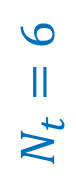 N_t = 6